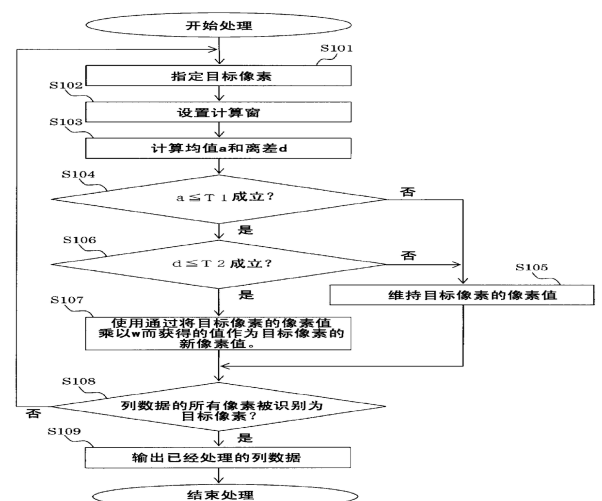 开始处理
S101
指定目标像素
S102
设置计算窗
S103
计算均值a和离差d
S104
a≦T1成立?
否
是
S106
d≦T2成立?
否
是
S105
维持目标像素的像素值
S107
使用通过将目标像素的像素值
乘以w而获得的值作为目标像素的
新像素值。
S108
列数据的所有像素被识别为
目标像素?
否
是
S109
输出已经处理的列数据
结束处理